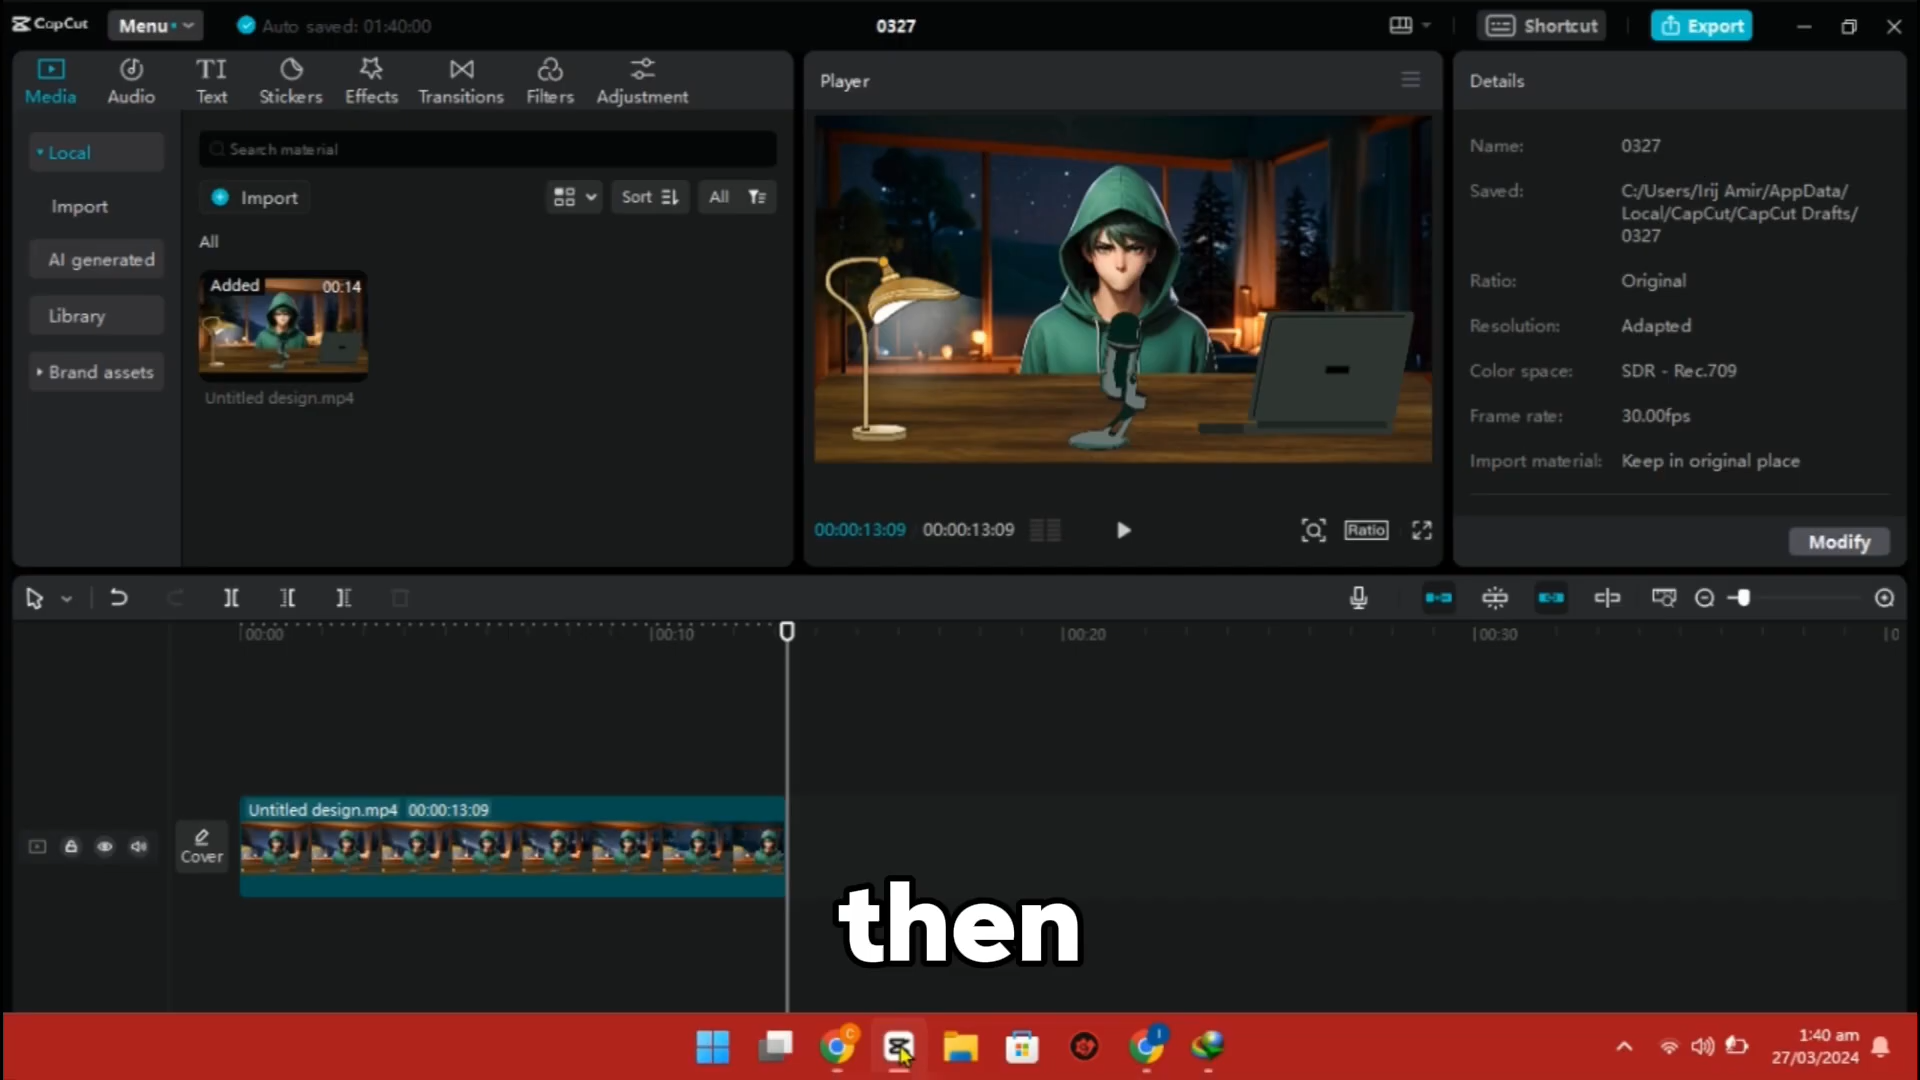 CapCut
Menu
Auto saved: 01:40:00
0327
Shortcut
Export
Media
Audio
TI
Text
Stickers
Effects
Transitions
Filters
Adjustment
Player
Details
Local
Import
AI generated
Library
Brand assets
Search material
Import
Sort
All
All
Added
00:14
Untitled design.mp4
Name:
0327
Saved:
C:/Users/Irij Amir/AppData/
Local/CapCut/CapCut Drafts/
0327
Ratio:
Original
Resolution:
Adapted
Color space:
SDR - Rec.709
Frame rate:
30.00fps
Import material:
Keep in original place
00:00:13:09
00:00:13:09
Ratio
Modify
00:00
00:10
00:20
00:30
Untitled design.mp4 00:00:13:09
Cover
then
C
I
1:40 am
27/03/2024